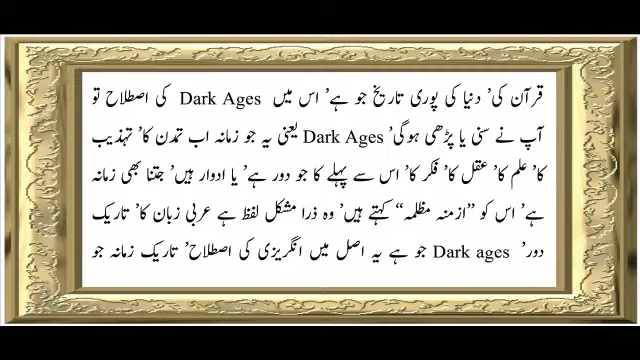 قرآن کی’ دنیا کی پوری تاریخ جو ہے’ اس میں Dark Ages کی اصطلاح تو
آپ نے سنی یا پڑھی ہوگی’ Dark Ages یعنی یہ جو زمانہ اب تمدن کا’ تہذیب
کا’ علم کا’ عقل کا’ فکر کا’ اس سے پہلے کا جو دور ہے’ یا ادوار ہیں’ جتنا بھی زمانہ
ہے’ اس کو ”ازمنہ مظلمہ“ کہتے ہیں’ وہ ذرا مشکل لفظ ہے عربی زبان کا’ تاریک
دور’ Dark ages جو ہے یہ اصل میں انگریزی کی اصطلاح’ تاریک زمانہ جو